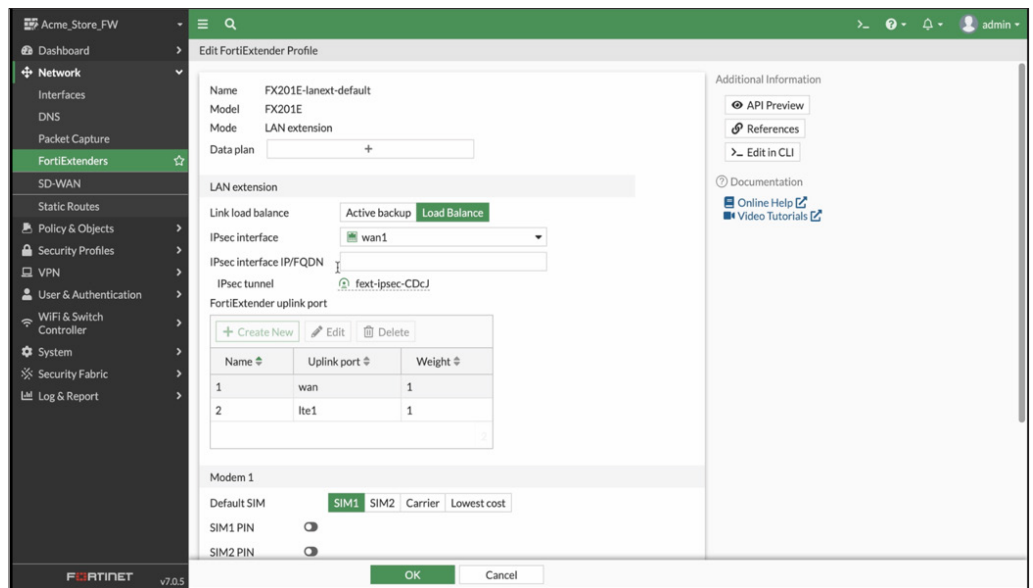 Acme_Store_FW
admin
Dashboard
Edit FortiExtender Profile
Network
Interfaces
DNS
Packet Capture
FortiExtenders
SD-WAN
Static Routes
Policy & Objects
Security Profiles
VPN
User & Authentication
WiFi & Switch
Controller
System
Security Fabric
Log & Report
FORTINET v7.0.5
Name FX201E-lanext-default
Model FX201E
Mode LAN extension
Data plan +
LAN extension
Link load balance Active backup Load Balance
IPsec interface wan1
IPsec interface IP/FQDN
IPsec tunnel fext-ipsec-CDcJ
FortiExtender uplink port
+ Create New Edit Delete
Name Uplink port Weight
1 wan 1
2 lte1 1
2
Modem 1
Default SIM SIM1 SIM2 Carrier Lowest cost
SIM1 PIN
SIM2 PIN
OK Cancel
Additional Information
API Preview
References
>_ Edit in CLI
Documentation
Online Help
Video Tutorials